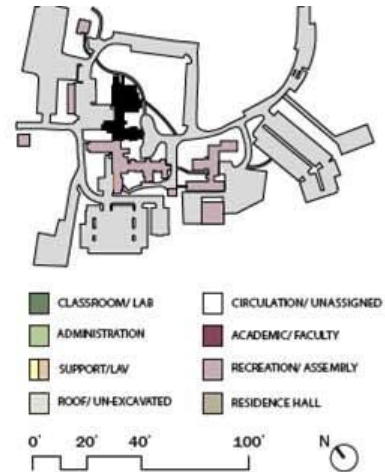 CLASSROOM/ LAB
ADMINISTRATION
SUPPORT/LAV
ROOF/ UN-EXCAVATED
CIRCULATION/ UNASSIGNED
ACADEMIC/ FACULTY
RECREATION/ ASSEMBLY
RESIDENCE HALL
0' 20' 40' 100' N